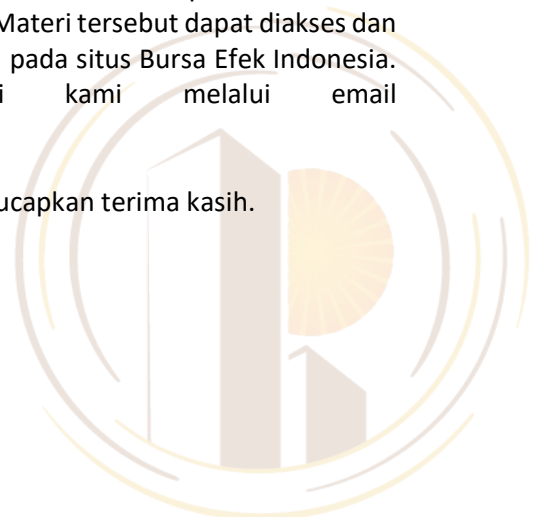 Materi tersebut dapat diakses dan
pada situs Bursa Efek Indonesia.
kami melalui email
ucapkan terima kasih.